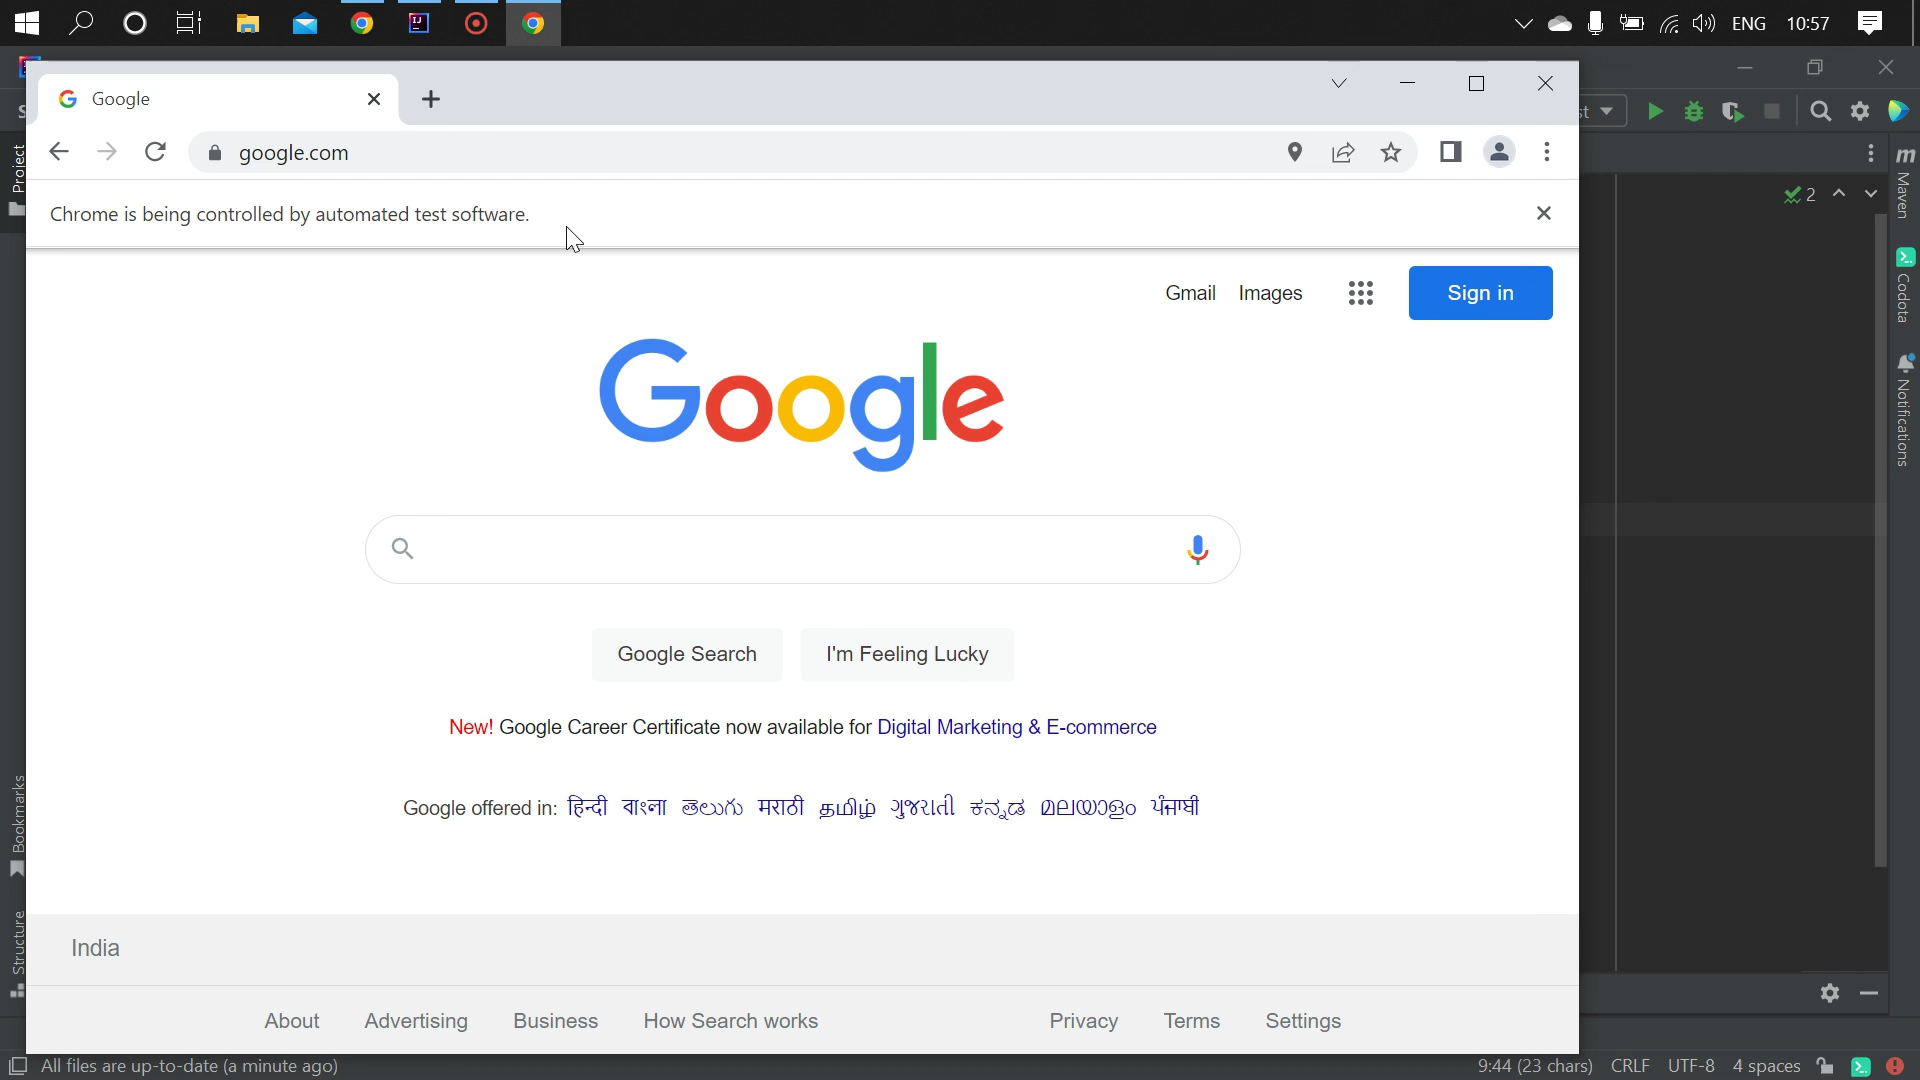 ENG 10:57
Google
google.com
Chrome is being controlled by automated test software.
Gmail Images Sign in
Google
Google Search I'm Feeling Lucky
New! Google Career Certificate now available for Digital Marketing & E-commerce
Google offered in: हिन्दी বাংলা తెలుగు मराठी தமிழ் ગુજરાતી ಕನ್ನಡ മലയാളം ਪੰਜਾਬੀ
India
About Advertising Business How Search works Privacy Terms Settings
Project
Bookmarks
Structure
st
2
m
Maven
Codota
Notifications
All files are up-to-date (a minute ago) 9:44 (23 chars) CRLF UTF-8 4 spaces